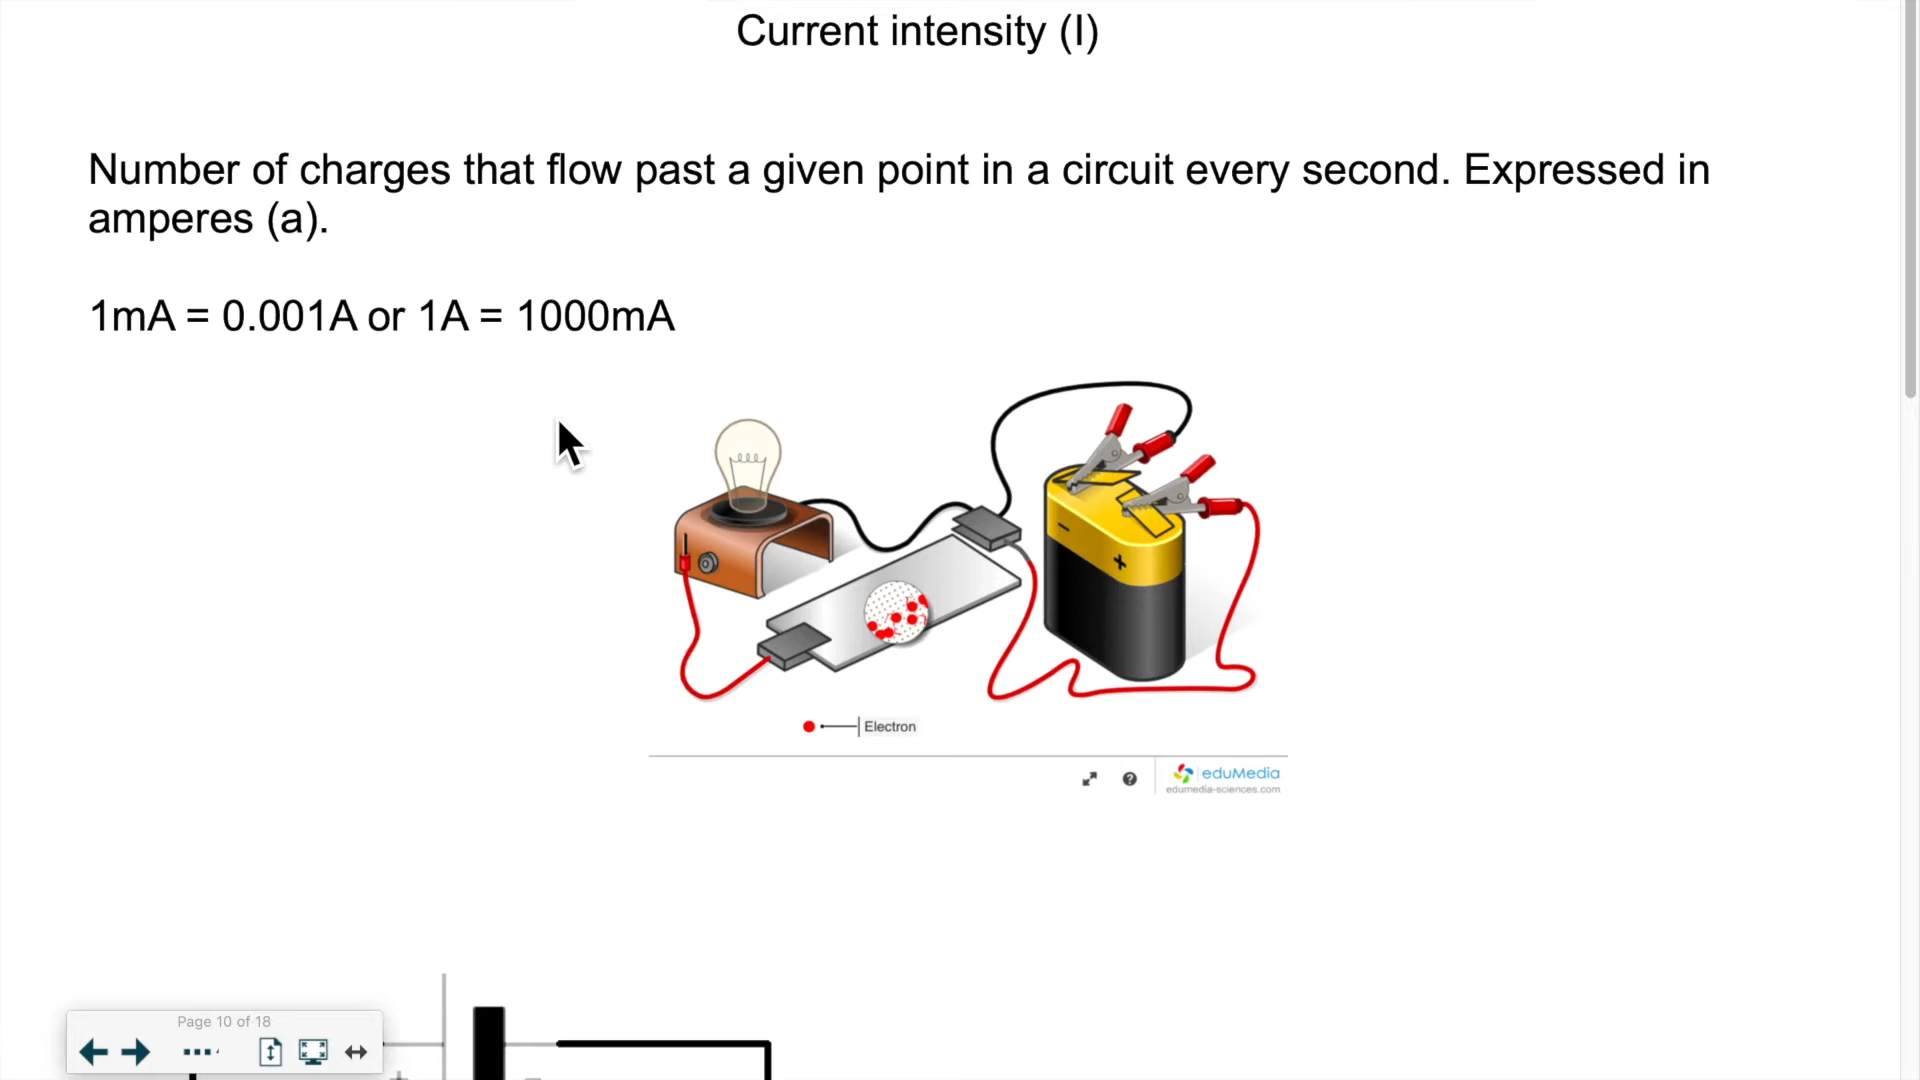 Current intensity (I)
Number of charges that flow past a given point in a circuit every second. Expressed in
amperes (a).
1mA = 0.001A or 1A = 1000mA
−
+
Electron
eduMedia
edumedia-sciences.com
Page 10 of 18